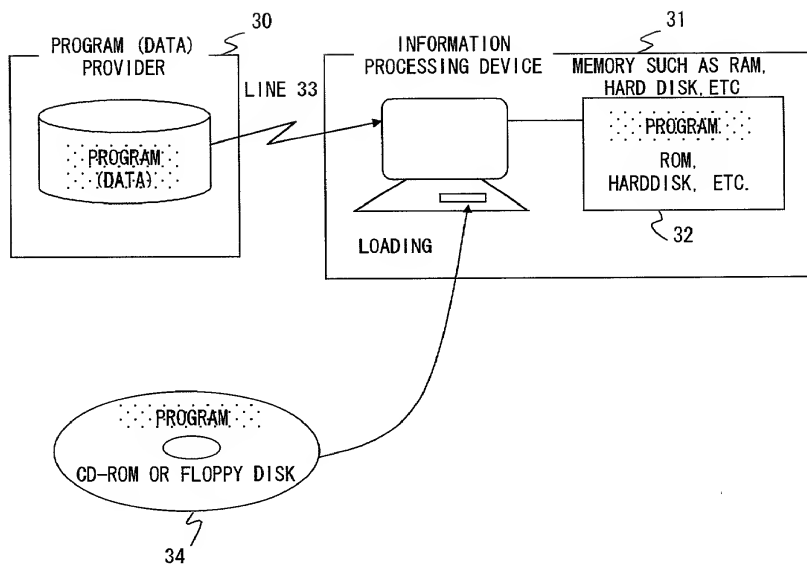 30
PROGRAM (DATA)
PROVIDER
PROGRAM
(DATA)
LINE 33
31
INFORMATION
PROCESSING DEVICE
MEMORY SUCH AS RAM,
HARD DISK, ETC
PROGRAM
ROM,
HARDDISK, ETC.
32
LOADING
PROGRAM
CD-ROM OR FLOPPY DISK
34